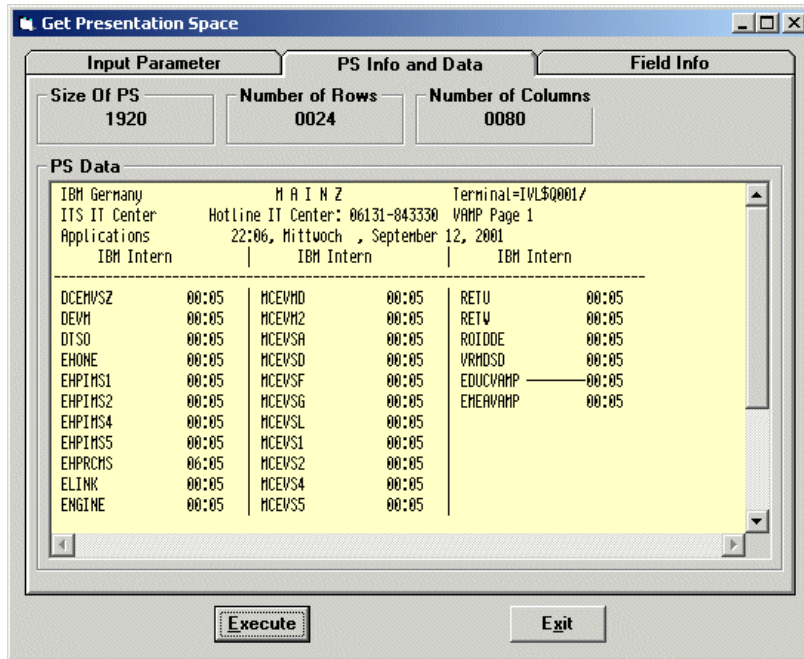 Get Presentation Space
Input Parameter PS Info and Data Field Info
Size Of PS Number of Rows Number of Columns
1920 0024 0080
PS Data
IBM Germany M A I N Z Terminal=IVL$Q001/
ITS IT Center Hotline IT Center: 06131-843330 VAMP Page 1
Applications 22:06, Mittwoch , September 12, 2001
IBM Intern | IBM Intern | IBM Intern
--------------------------------------------------------------------------------
DCEMVSZ 00:05 | MCEVMD 00:05 | RETU 00:05
DEVM 00:05 | MCEVM2 00:05 | RETW 00:05
DTSO 00:05 | MCEVSA 00:05 | ROIDDE 00:05
EHONE 00:05 | MCEVSD 00:05 | VRMDSD 00:05
EHPIMS1 00:05 | MCEVSF 00:05 | EDUCVAMP ————00:05
EHPIMS2 00:05 | MCEVSG 00:05 | EMEAVAMP 00:05
EHPIMS4 00:05 | MCEVSL 00:05 |
EHPIMS5 00:05 | MCEVS1 00:05 |
EHPRCMS 06:05 | MCEVS2 00:05 |
ELINK 00:05 | MCEVS4 00:05 |
ENGINE 00:05 | MCEVS5 00:05 |
Execute Exit